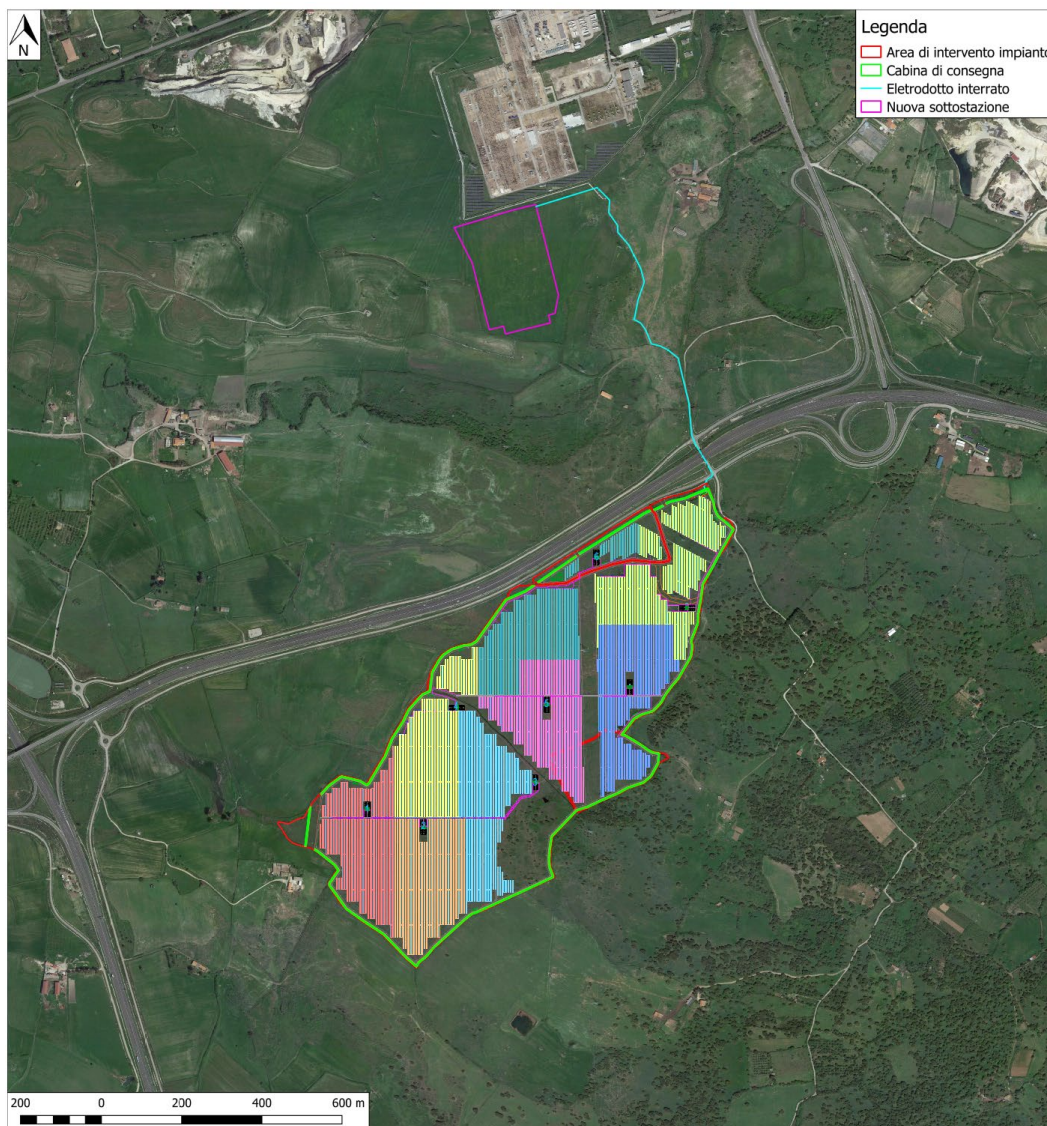 N
Legenda
Area di intervento impianto
Cabina di consegna
Eletrodotto interrato
Nuova sottostazione
200 0 200 400 600 m